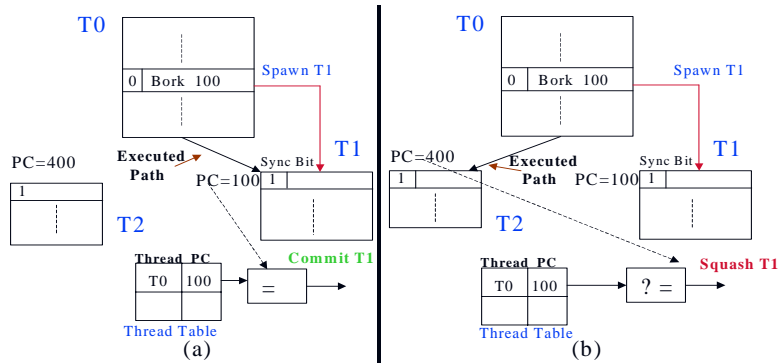 T0
0 Bork 100
Spawn T1
T1
Executed Path
Sync Bit
PC=400
PC=100
1
1
T2
Commit T1
Thread PC
T0 100
=
Thread Table
(a)
T0
0 Bork 100
Spawn T1
T1
PC=400
Executed Path
Sync Bit
PC=100
1
1
T2
Thread PC
T0 100
? =
Squash T1
Thread Table
(b)